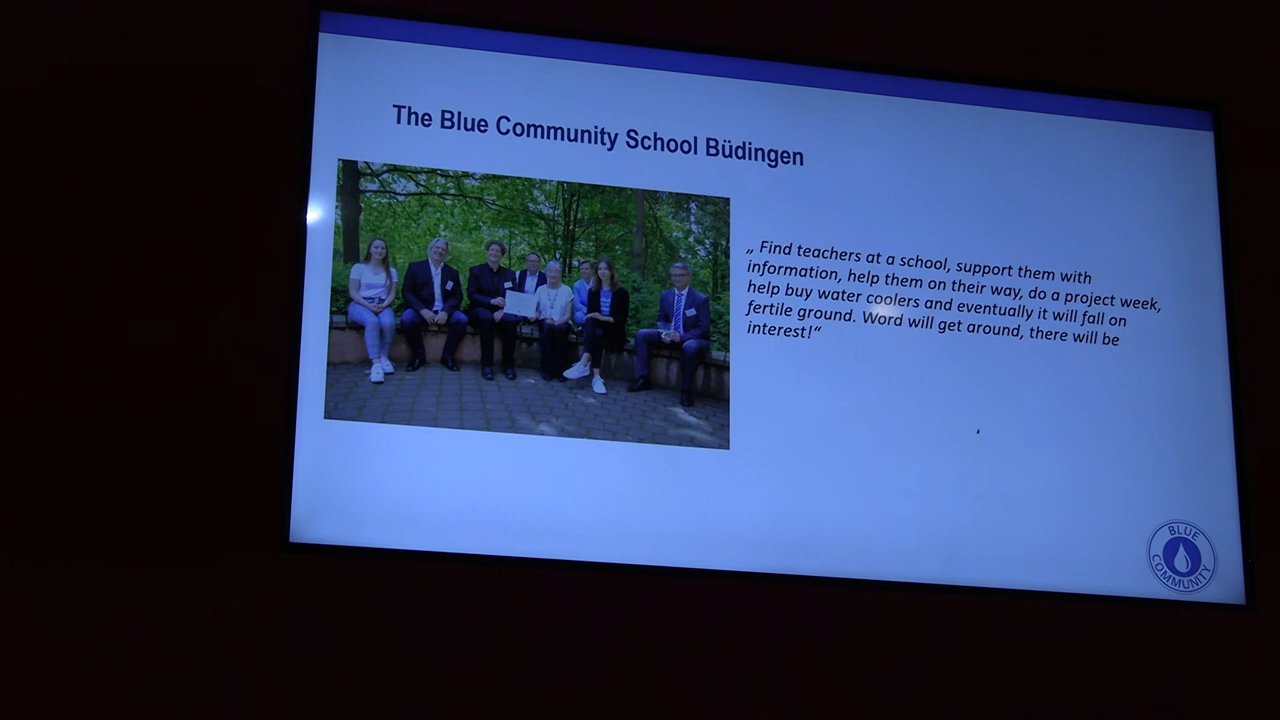 The Blue Community School Büdingen
„ Find teachers at a school, support them with
information, help them on their way, do a project week,
help buy water coolers and eventually it will fall on
fertile ground. Word will get around, there will be
interest!“
BLUE
COMMUNITY